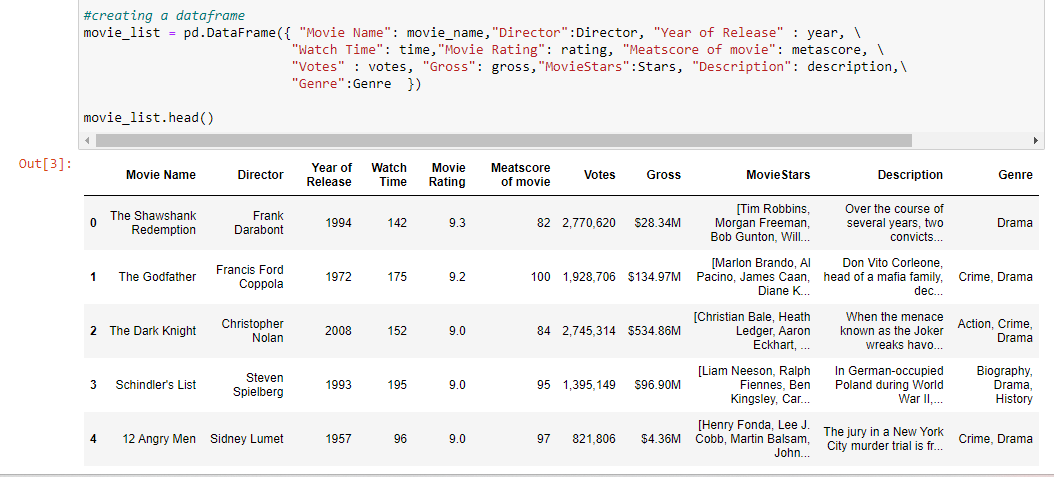 #creating a dataframe
movie_list = pd.DataFrame({ "Movie Name": movie_name,"Director":Director, "Year of Release" : year, \
"Watch Time": time,"Movie Rating": rating, "Meatscore of movie": metascore, \
"Votes" : votes, "Gross": gross,"MovieStars":Stars, "Description": description,\
"Genre":Genre  })
movie_list.head()
Out[3]:
Movie Name Director Year of Release Watch Time Movie Rating Meatscore of movie Votes Gross MovieStars Description Genre
0 The Shawshank Redemption Frank Darabont 1994 142 9.3 82 2,770,620 $28.34M [Tim Robbins, Morgan Freeman, Bob Gunton, Will... Over the course of several years, two convicts... Drama
1 The Godfather Francis Ford Coppola 1972 175 9.2 100 1,928,706 $134.97M [Marlon Brando, Al Pacino, James Caan, Diane K... Don Vito Corleone, head of a mafia family, dec... Crime, Drama
2 The Dark Knight Christopher Nolan 2008 152 9.0 84 2,745,314 $534.86M [Christian Bale, Heath Ledger, Aaron Eckhart, ... When the menace known as the Joker wreaks havo... Action, Crime, Drama
3 Schindler's List Steven Spielberg 1993 195 9.0 95 1,395,149 $96.90M [Liam Neeson, Ralph Fiennes, Ben Kingsley, Car... In German-occupied Poland during World War II,... Biography, Drama, History
4 12 Angry Men Sidney Lumet 1957 96 9.0 97 821,806 $4.36M [Henry Fonda, Lee J. Cobb, Martin Balsam, John... The jury in a New York City murder trial is fr... Crime, Drama